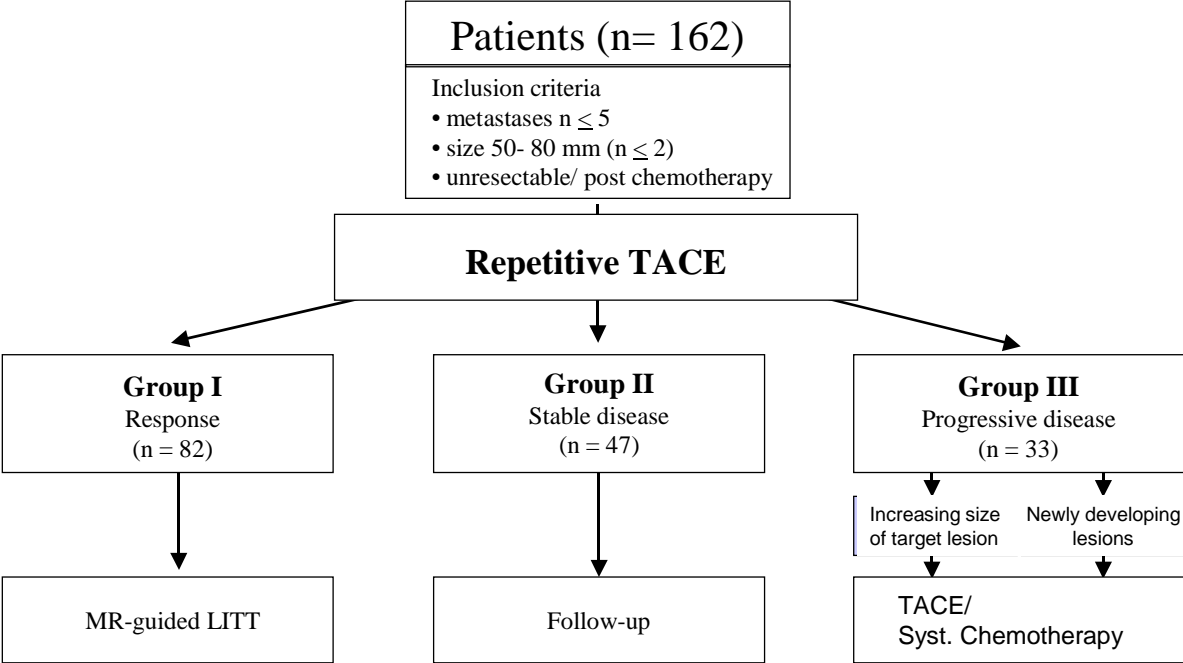 Patients (n= 162)
Inclusion criteria
• metastases n ≤ 5
• size 50- 80 mm (n ≤ 2)
• unresectable/ post chemotherapy
Repetitive TACE
Group I
Response
(n = 82)
Group II
Stable disease
(n = 47)
Group III
Progressive disease
(n = 33)
Increasing size
of target lesion
Newly developing
lesions
MR-guided LITT
Follow-up
TACE/
Syst. Chemotherapy